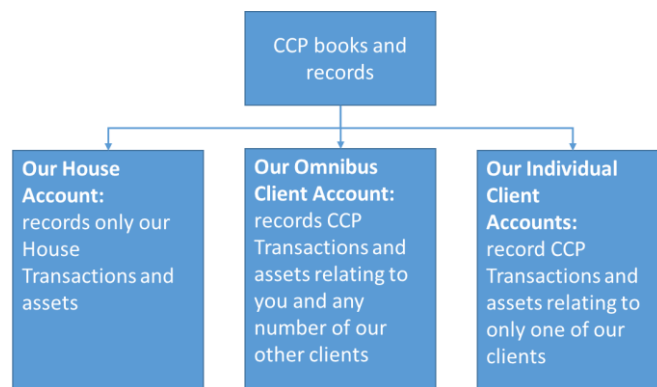 CCP books and
records
Our House
Account:
records only our
House
Transactions and
assets
Our Omnibus
Client Account:
records CCP
Transactions and
assets relating to
you and any
number of our
other clients
Our Individual
Client
Accounts:
record CCP
Transactions and
assets relating to
only one of our
clients